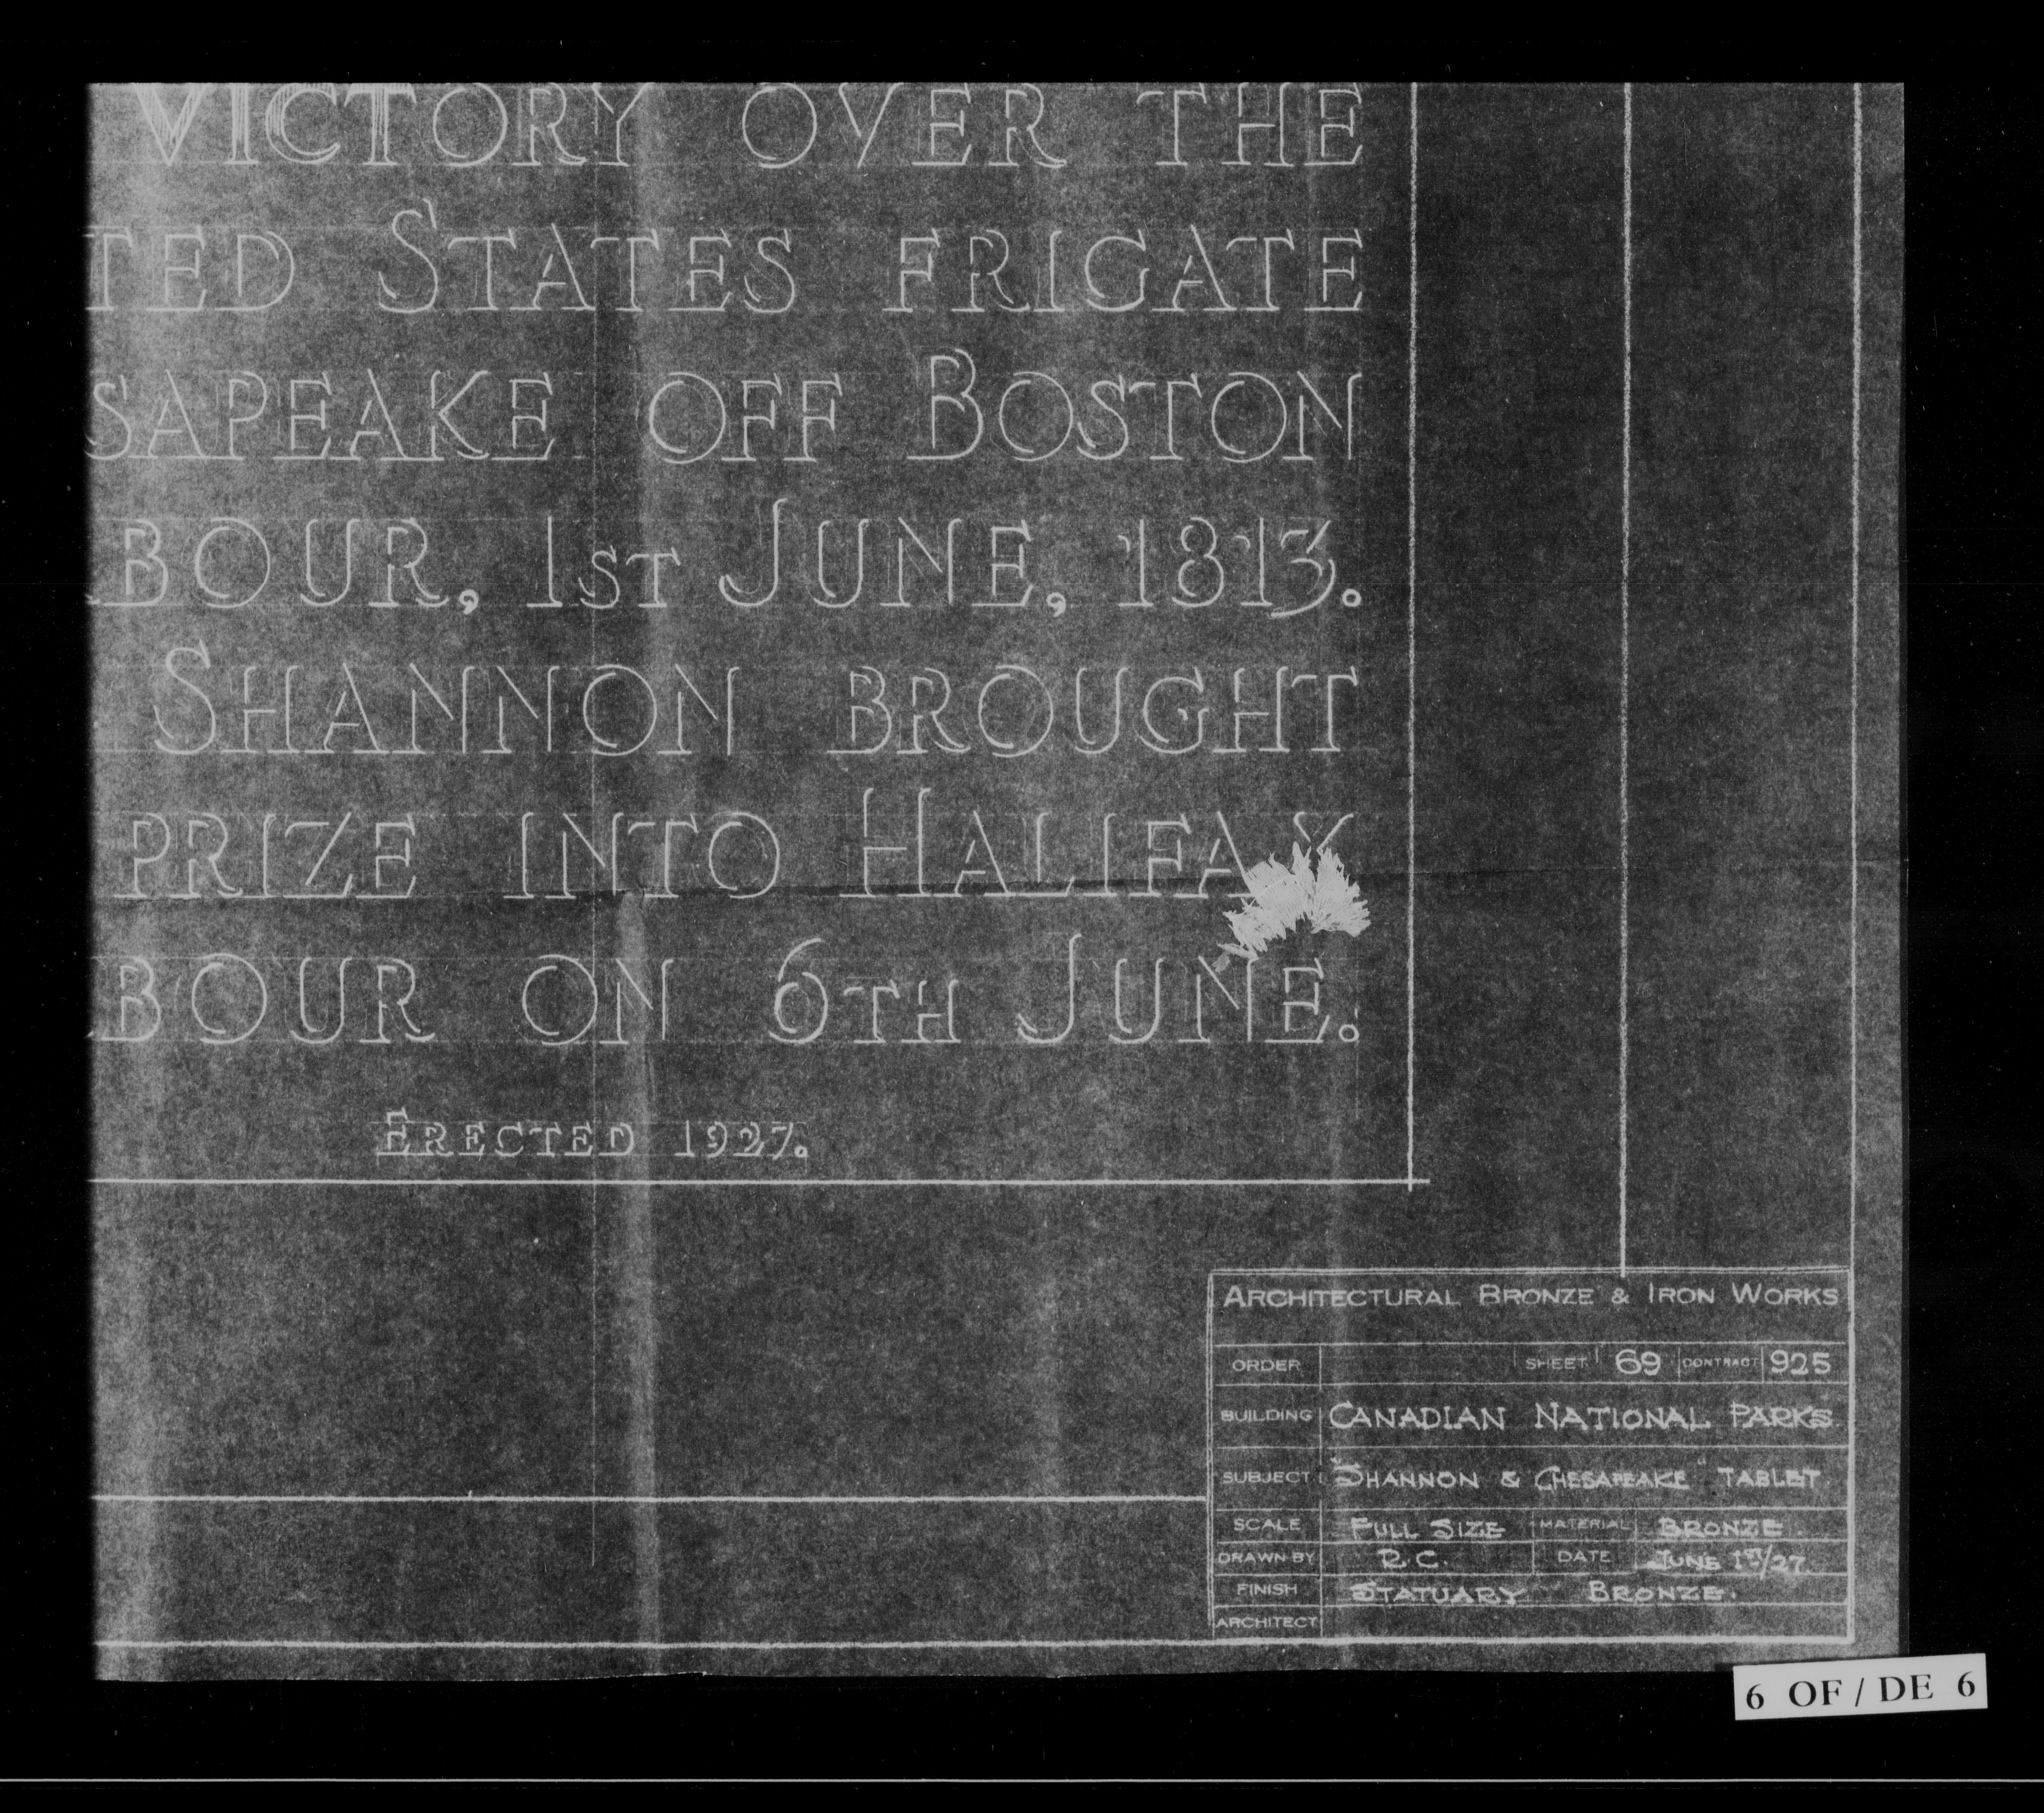 VICTORY OVER THE
TED STATES FRIGATE
SAPEAKE OFF BOSTON
BOUR, 1ST JUNE, 1813.
SHANNON BROUGHT
PRIZE INTO HALIFAX
BOUR ON 6TH JUNE.
ERECTED 1927.
ARCHITECTURAL BRONZE & IRON WORKS
ORDER SHEET 69 CONTRACT 925
BUILDING CANADIAN NATIONAL PARKS.
SUBJECT "SHANNON & CHESAPEAKE" TABLET.
SCALE FULL SIZE MATERIAL BRONZE.
DRAWN BY R.C. DATE JUNE 1ST/27.
FINISH STATUARY BRONZE.
ARCHITECT
6 OF / DE 6